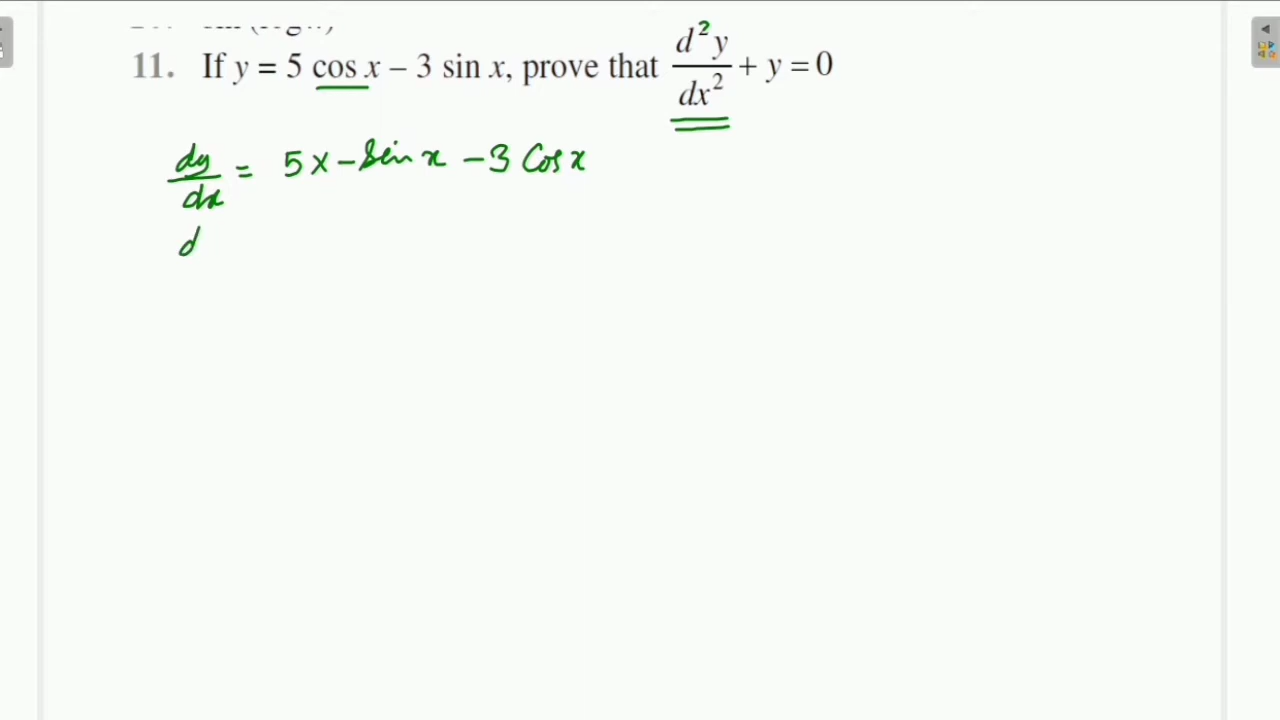 11. If y = 5 cos x – 3 sin x, prove that d²y/dx² + y = 0
dy/dx = 5 x - sin x - 3 cos x
d